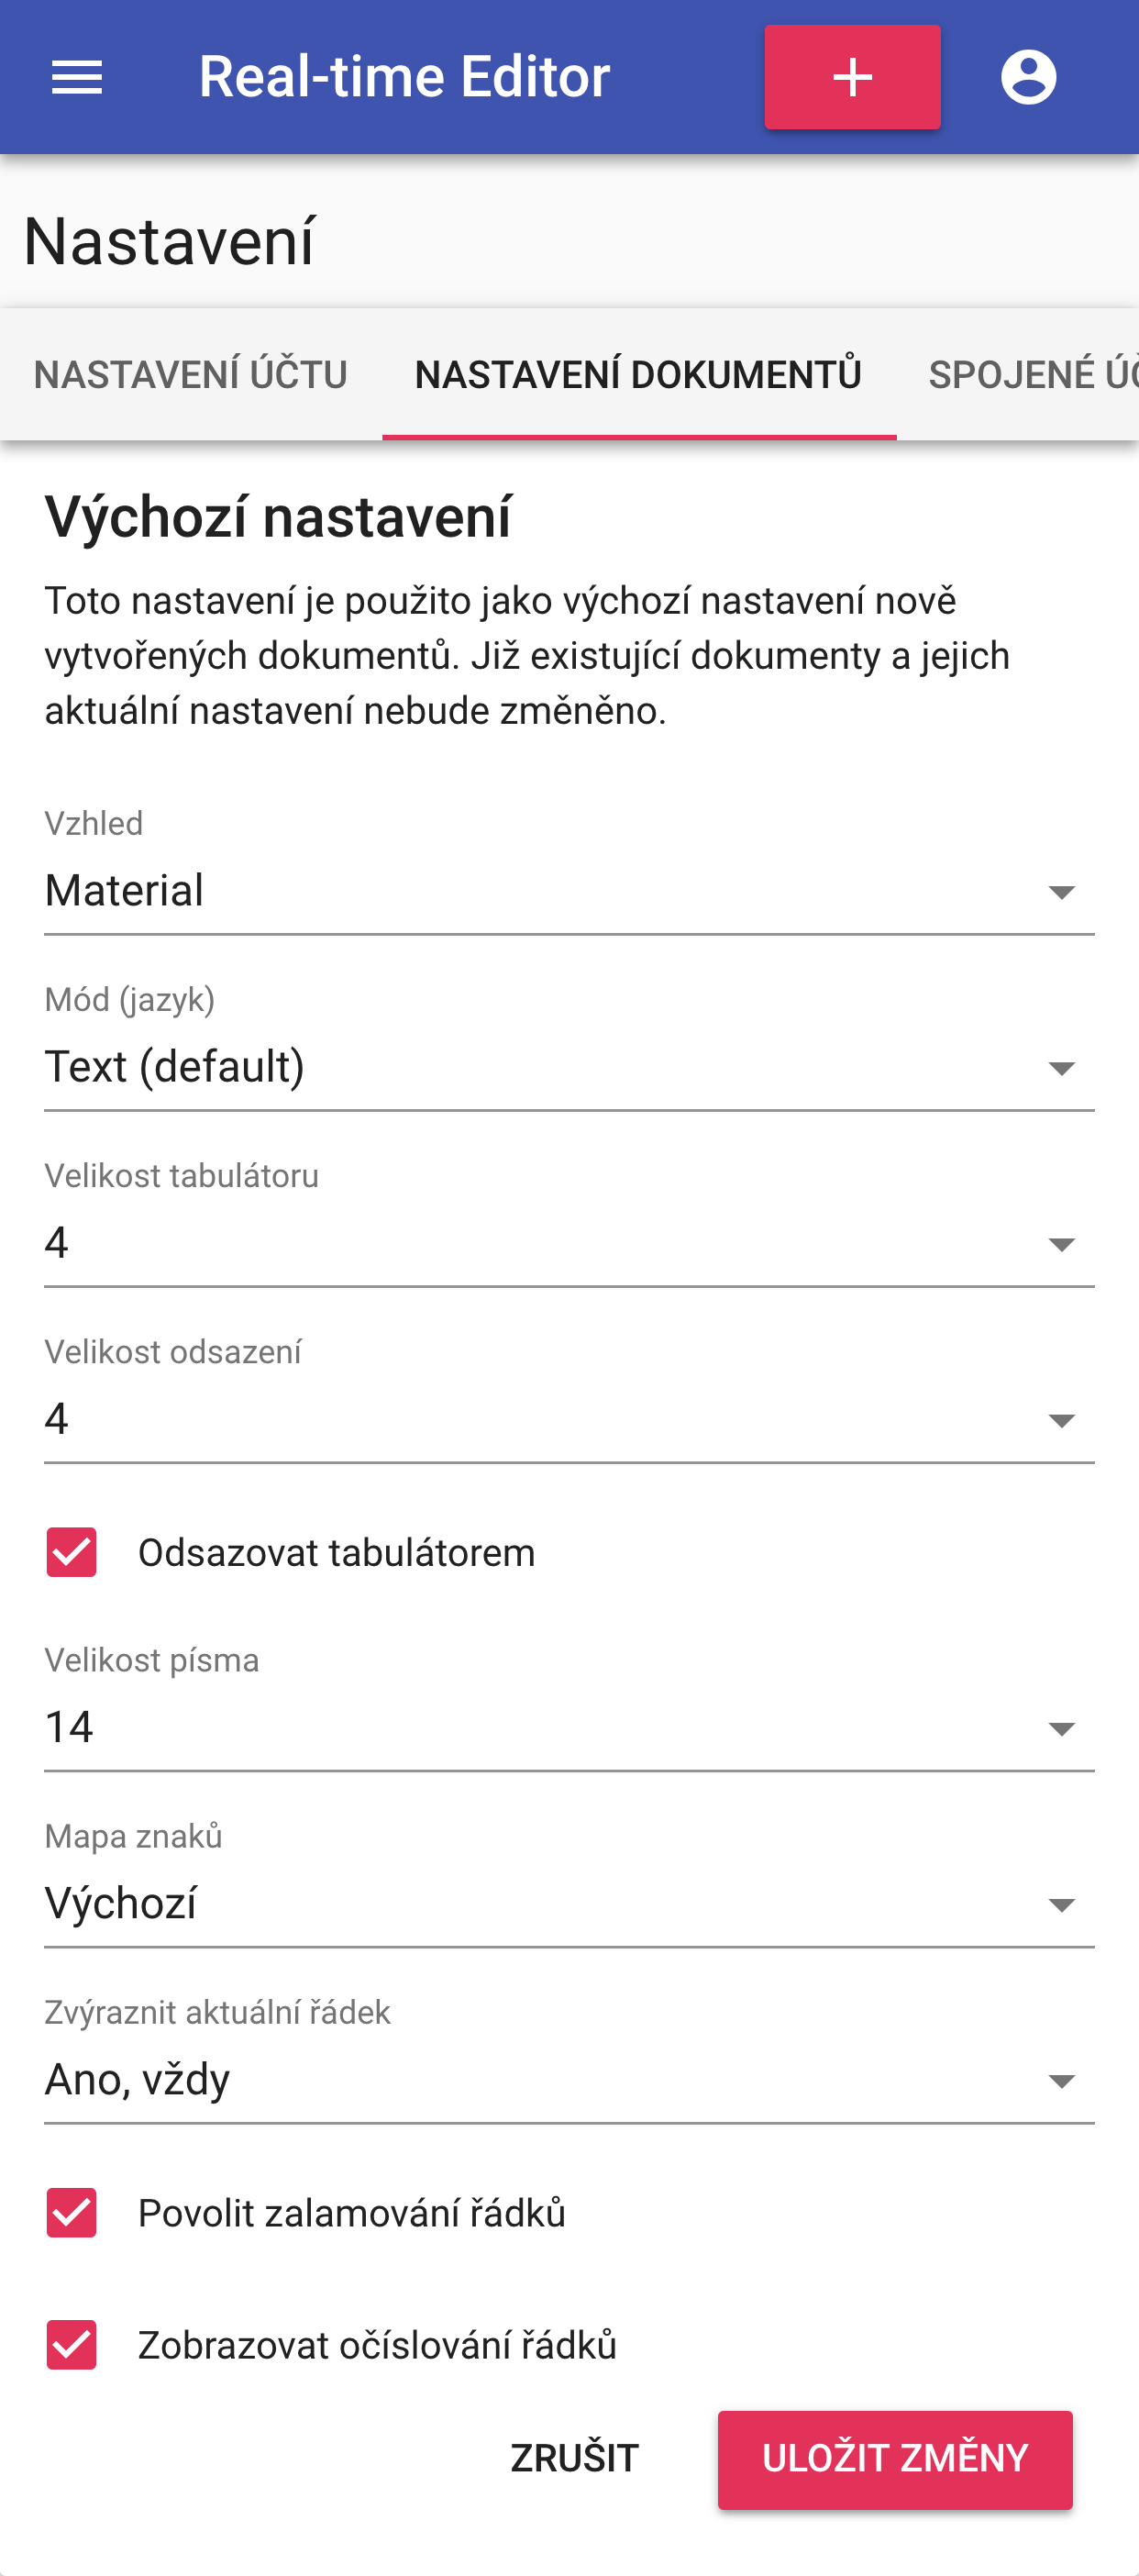 Real-time Editor
Nastavení
NASTAVENÍ ÚČTU
NASTAVENÍ DOKUMENTŮ
SPOJENÉ
Výchozí nastavení
Toto nastavení je použito jako výchozí nastavení nově
vytvořených dokumentů. Již existující dokumenty a jejich
aktuální nastavení nebude změněno.
Vzhled
Material
Mód (jazyk)
Text (default)
Velikost tabulátoru
4
Velikost odsazení
4
Odsazovat tabulátorem
Velikost písma
14
Mapa znaků
Výchozí
Zvýraznit aktuální řádek
Ano, vždy
Povolit zalamování řádků
Zobrazovat očíslování řádků
ZRUŠIT
ULOŽIT ZMĚNY